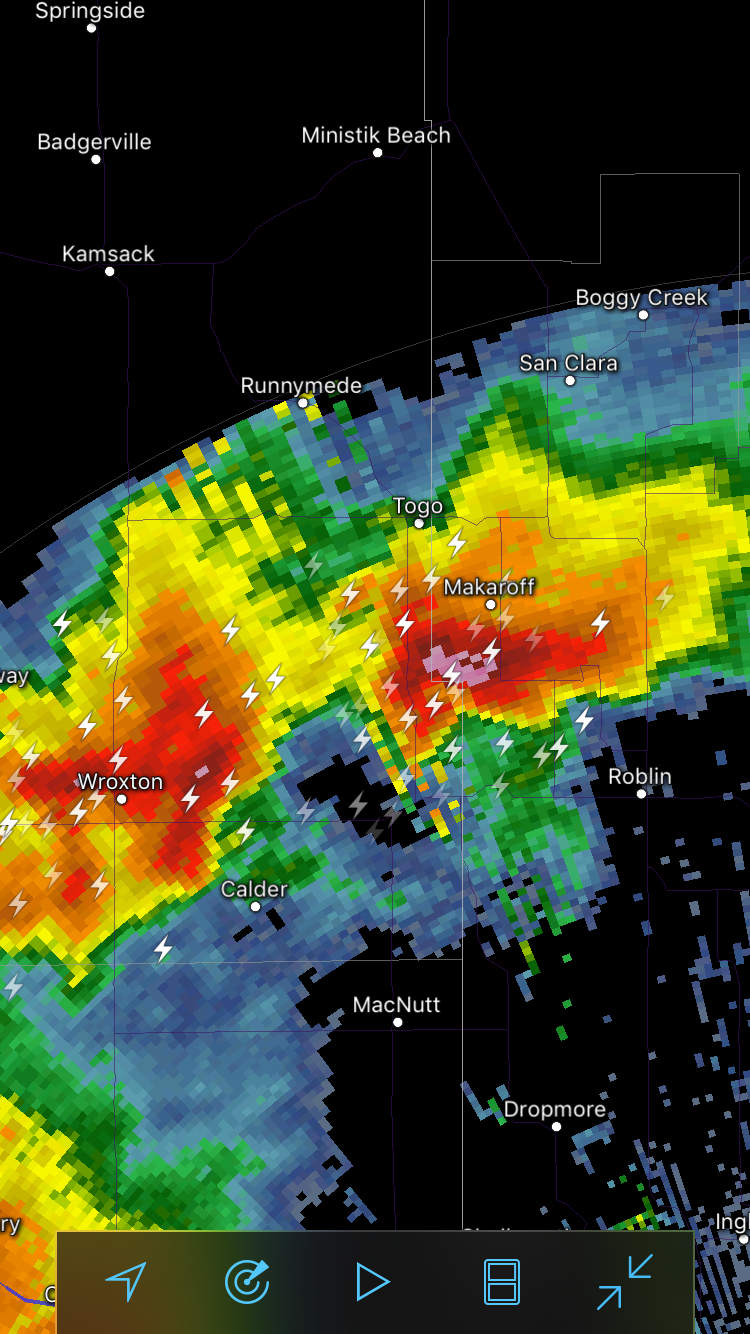 Springside
Badgerville
Ministik Beach
Kamsack
Boggy Creek
San Clara
Runnymede
Togo
Makaroff
way
Roblin
Wroxton
Calder
MacNutt
Dropmore
ry
Ingl
C